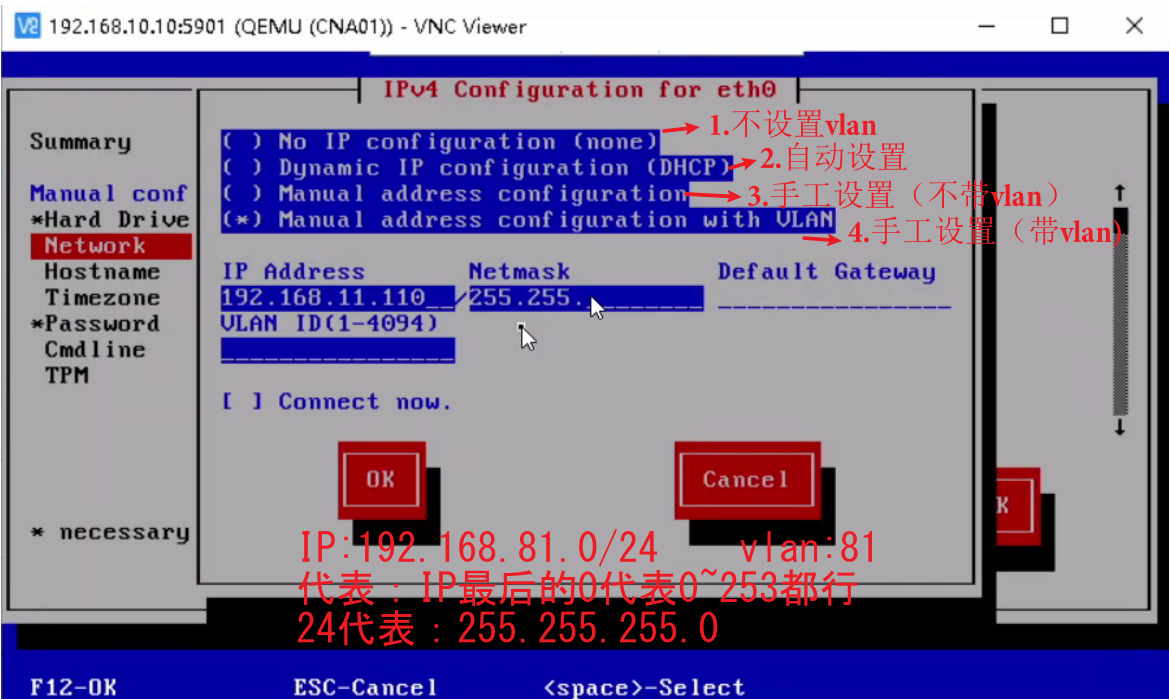 192.168.10.10:5901 (QEMU (CNA01)) - VNC Viewer
IPv4 Configuration for eth0
Summary
Manual conf
*Hard Drive
Network
Hostname
Timezone
*Password
Cmdline
TPM
* necessary
( ) No IP configuration (none)
1.不设置vlan
( ) Dynamic IP configuration (DHCP)
2.自动设置
( ) Manual address configuration
3.手工设置（不带vlan）
(*) Manual address configuration with VLAN
4.手工设置（带vlan)
IP Address Netmask Default Gateway
192.168.11.110__/255.255.________ ________________
VLAN ID(1-4094)
________________
[ ] Connect now.
OK Cancel
K
IP:192.168.81.0/24 vlan:81
代表：IP最后的0代表0~253都行
24代表：255.255.255.0
F12-OK ESC-Cancel <space>-Select